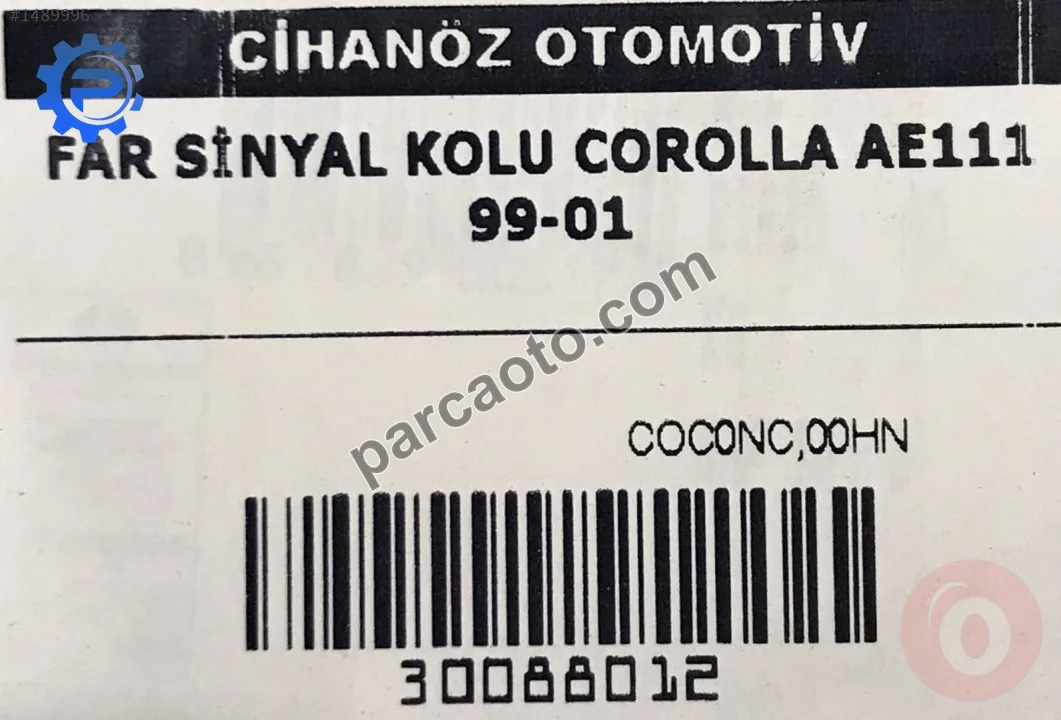 #1489996
CİHANÖZ OTOMOTİV
FAR SİNYAL KOLU COROLLA AE111
99-01
parcaoto.com
COC0NC,00HN
30088012